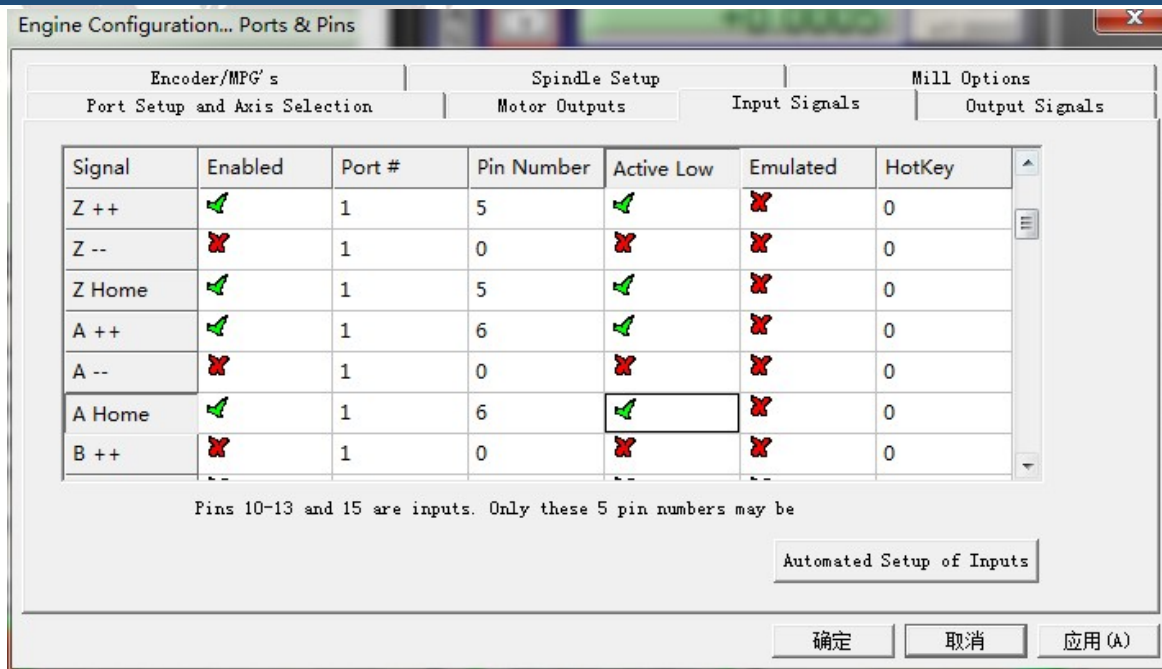 Engine Configuration... Ports & Pins
+0.0005
Encoder/MPG's Spindle Setup Mill Options
Port Setup and Axis Selection Motor Outputs Input Signals Output Signals
Signal Enabled Port # Pin Number Active Low Emulated HotKey
Z ++ 1 5 0
Z -- 1 0 0
Z Home 1 5 0
A ++ 1 6 0
A -- 1 0 0
A Home 1 6 0
B ++ 1 0 0
Pins 10-13 and 15 are inputs. Only these 5 pin numbers may be
Automated Setup of Inputs
确定 取消 应用(A)